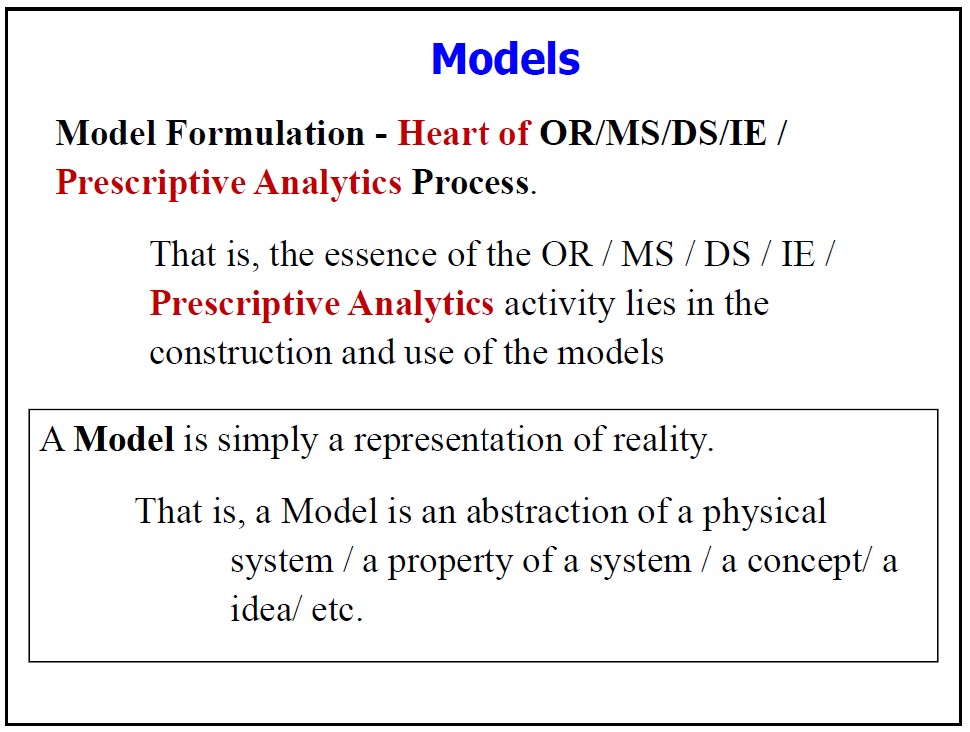 Models
Model Formulation - Heart of OR/MS/DS/IE /
Prescriptive Analytics Process.
That is, the essence of the OR / MS / DS / IE /
Prescriptive Analytics activity lies in the
construction and use of the models
A Model is simply a representation of reality.
That is, a Model is an abstraction of a physical
system / a property of a system / a concept/ a
idea/ etc.